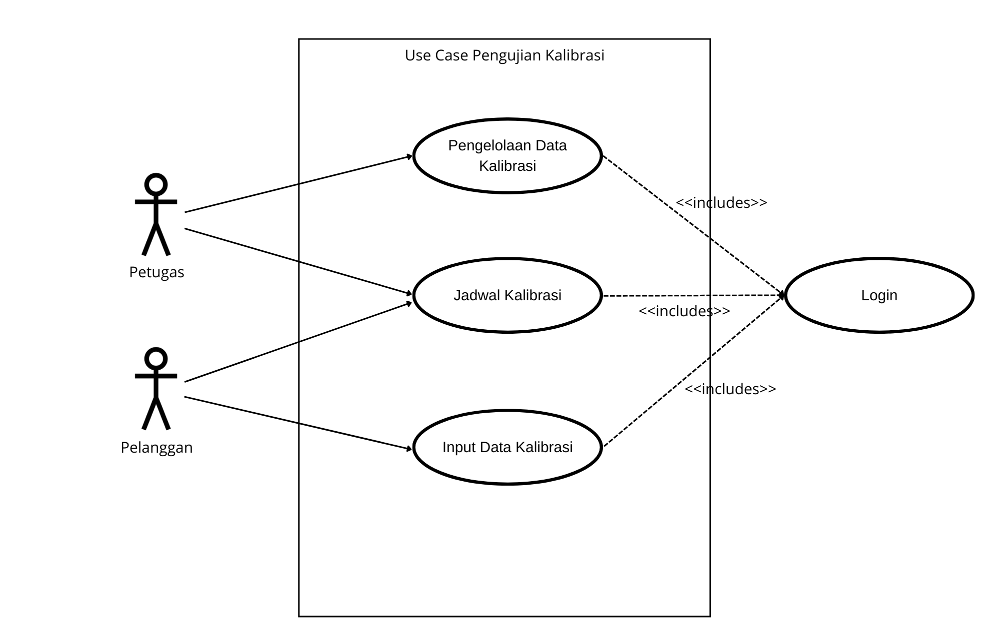 Use Case Pengujian Kalibrasi
Pengelolaan Data
Kalibrasi
<<includes>>
Petugas
Jadwal Kalibrasi
Login
<<includes>>
<<includes>>
Pelanggan
Input Data Kalibrasi